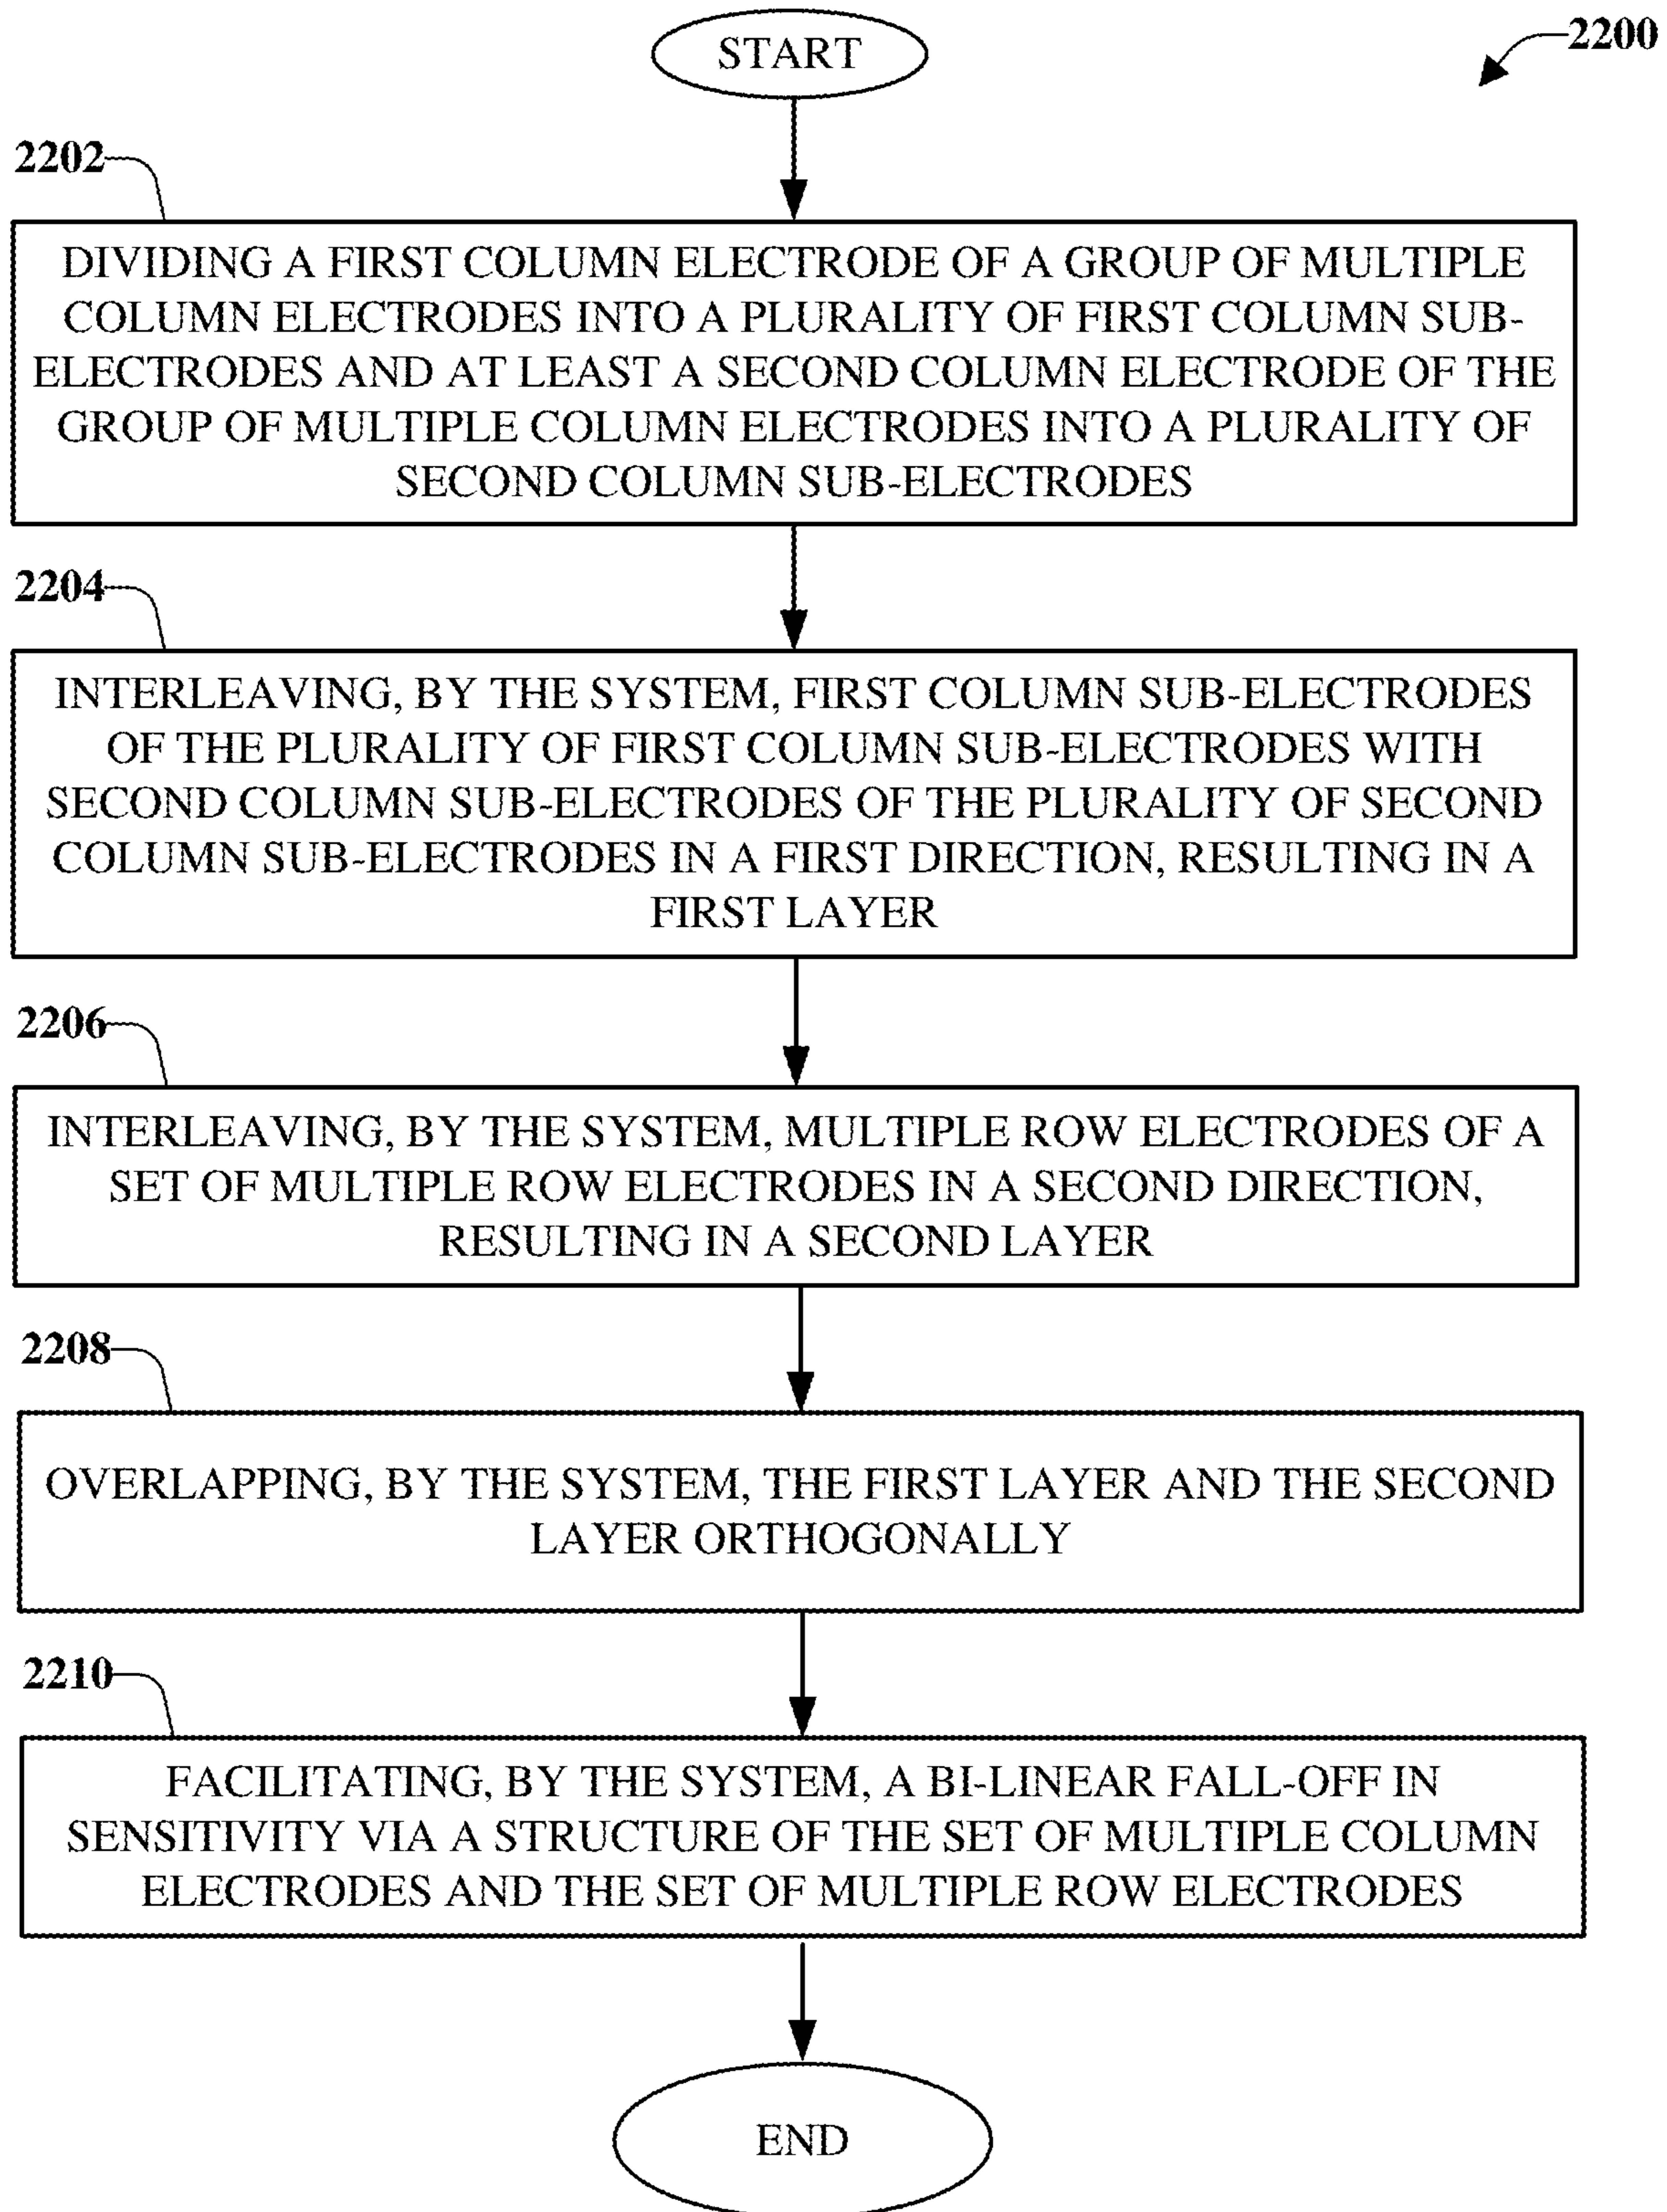 START
2200
2202
DIVIDING A FIRST COLUMN ELECTRODE OF A GROUP OF MULTIPLE
COLUMN ELECTRODES INTO A PLURALITY OF FIRST COLUMN SUB-
ELECTRODES AND AT LEAST A SECOND COLUMN ELECTRODE OF THE
GROUP OF MULTIPLE COLUMN ELECTRODES INTO A PLURALITY OF
SECOND COLUMN SUB-ELECTRODES
2204
INTERLEAVING, BY THE SYSTEM, FIRST COLUMN SUB-ELECTRODES
OF THE PLURALITY OF FIRST COLUMN SUB-ELECTRODES WITH
SECOND COLUMN SUB-ELECTRODES OF THE PLURALITY OF SECOND
COLUMN SUB-ELECTRODES IN A FIRST DIRECTION, RESULTING IN A
FIRST LAYER
2206
INTERLEAVING, BY THE SYSTEM, MULTIPLE ROW ELECTRODES OF A
SET OF MULTIPLE ROW ELECTRODES IN A SECOND DIRECTION,
RESULTING IN A SECOND LAYER
2208
OVERLAPPING, BY THE SYSTEM, THE FIRST LAYER AND THE SECOND
LAYER ORTHOGONALLY
2210
FACILITATING, BY THE SYSTEM, A BI-LINEAR FALL-OFF IN
SENSITIVITY VIA A STRUCTURE OF THE SET OF MULTIPLE COLUMN
ELECTRODES AND THE SET OF MULTIPLE ROW ELECTRODES
END